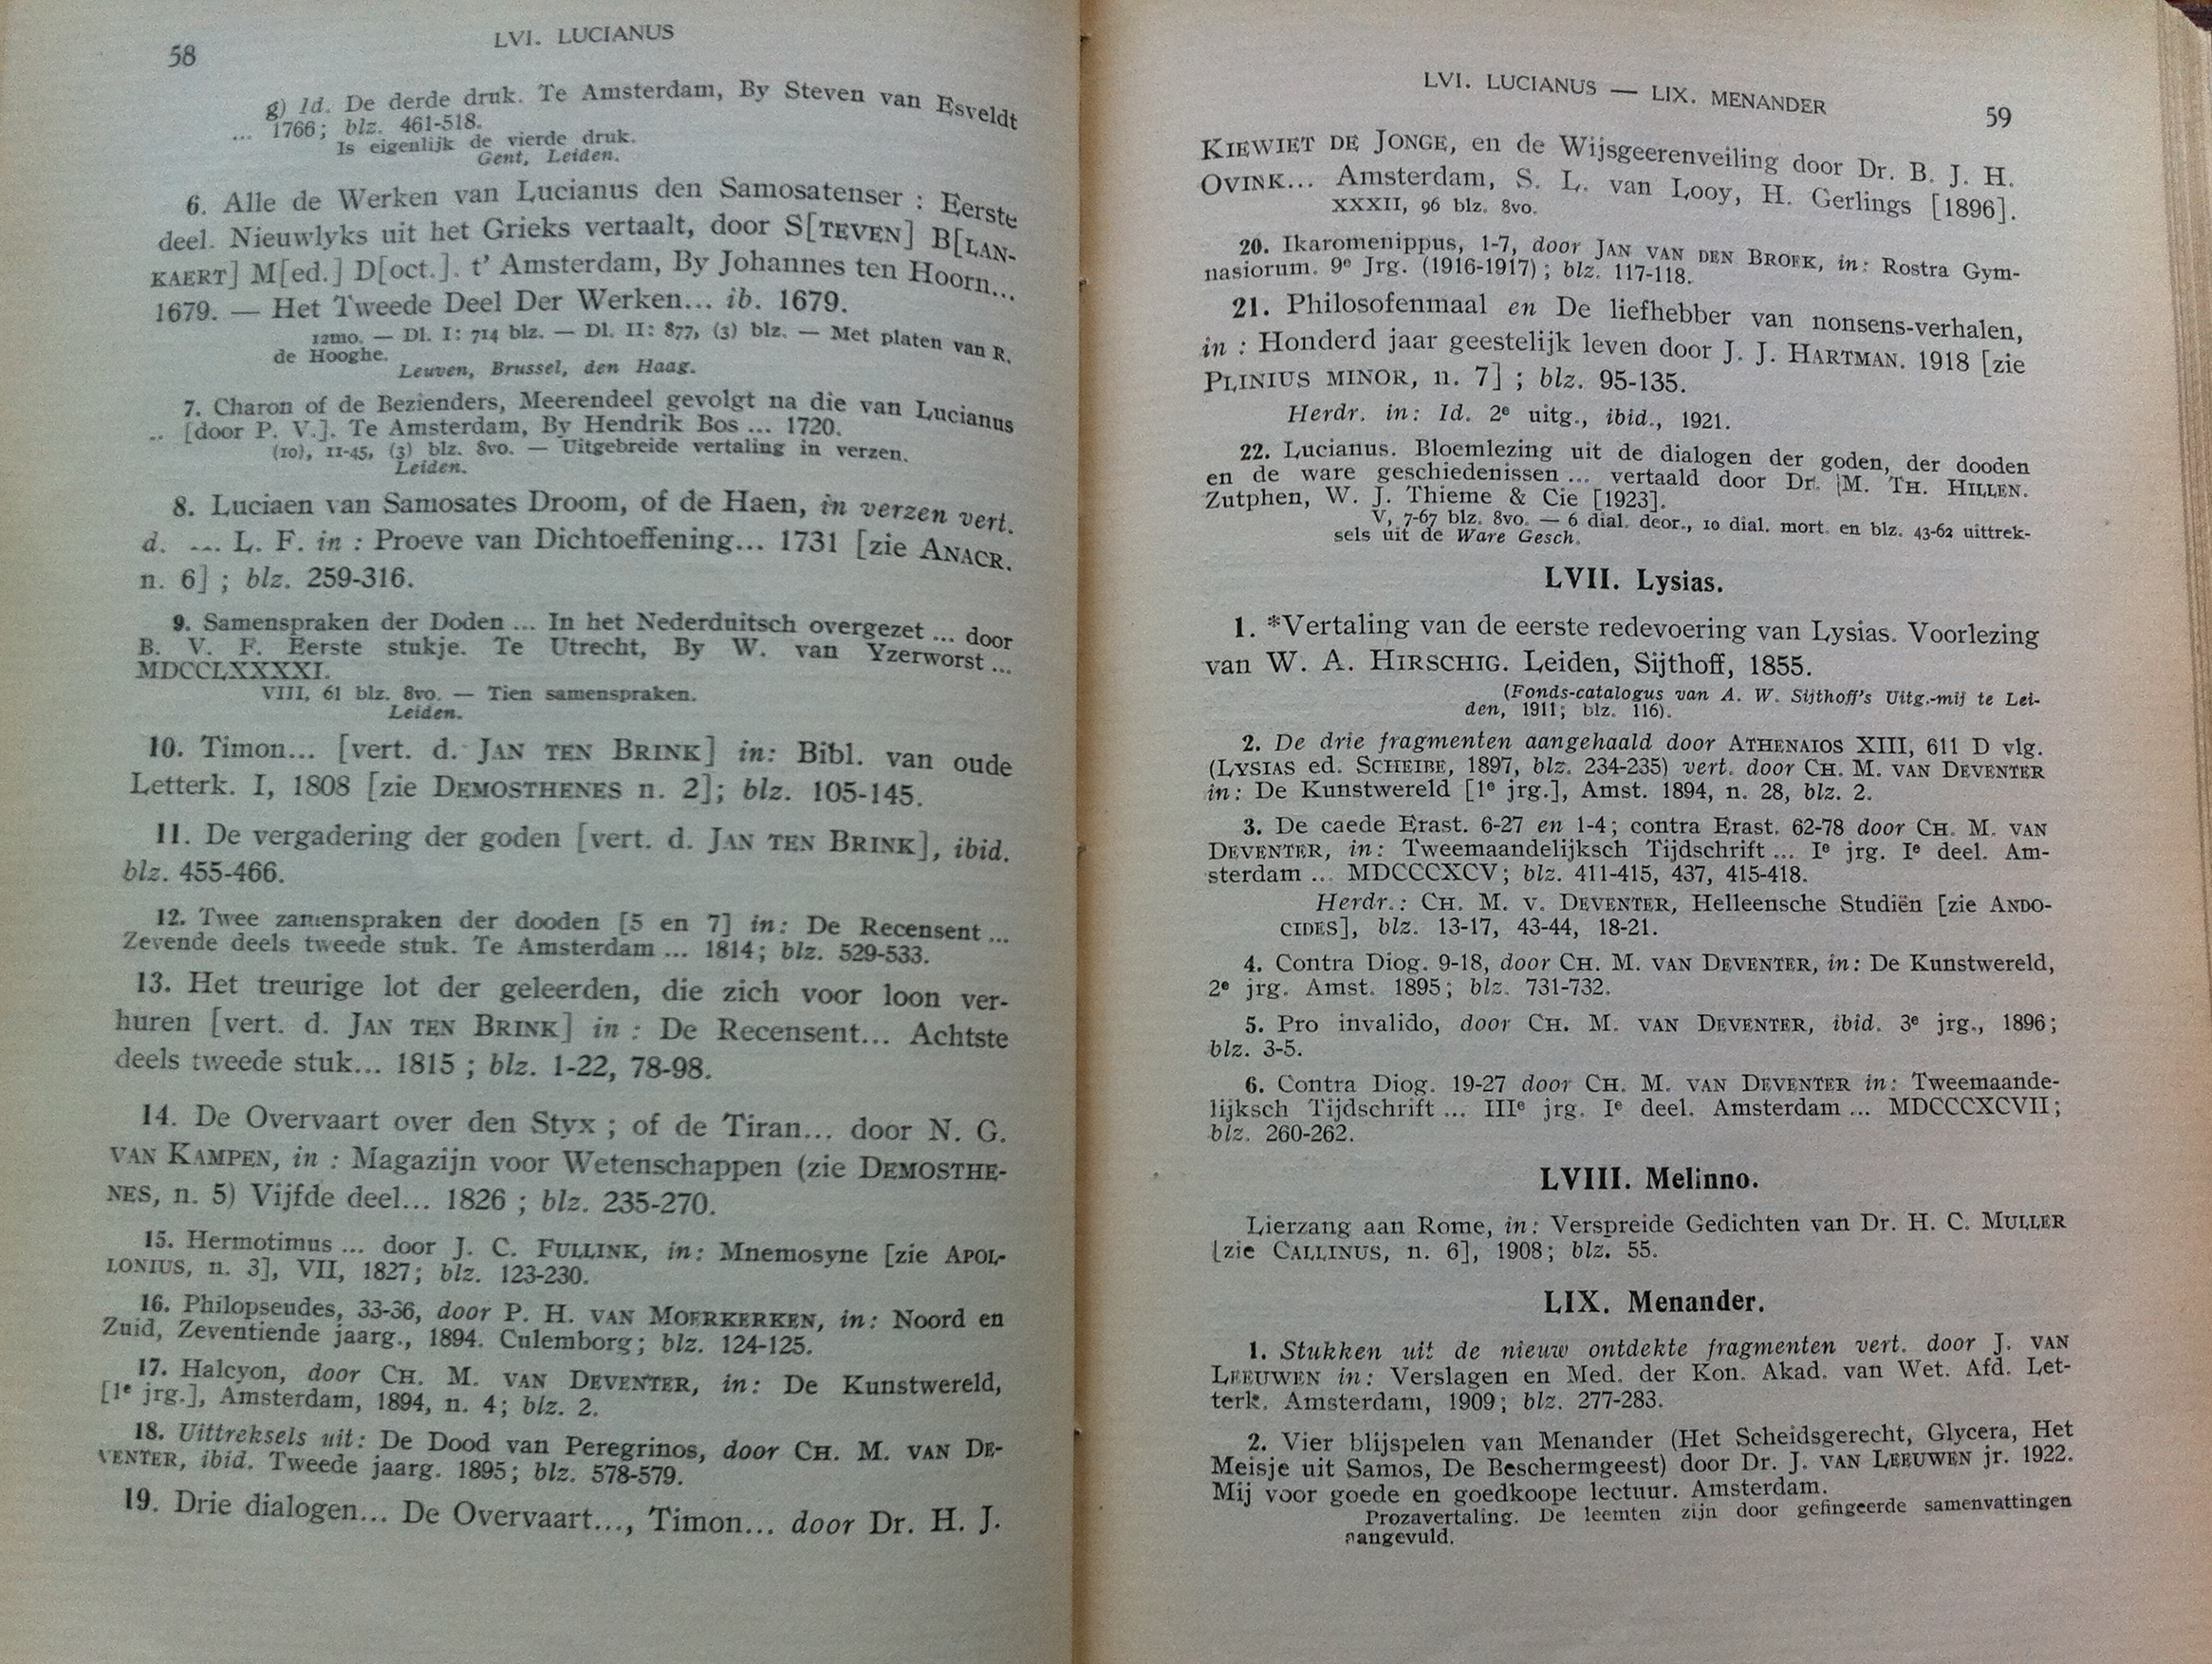 58
LVI. LUCIANUS
g) Id. De derde druk. Te Amsterdam, By Steven van Esveldt
... 1766; blz. 461-518.
Is eigenlijk de vierde druk.
Gent, Leiden.
6. Alle de Werken van Lucianus den Samosatenser : Eerste
deel. Nieuwlyks uit het Grieks vertaalt, door S[TEVEN] B[LAN-
KAERT] M[ed.] D[oct.]. t' Amsterdam, By Johannes ten Hoorn...
1679. — Het Tweede Deel Der Werken... ib. 1679.
12mo. — Dl. I: 714 blz. — Dl. II: 877, (3) blz. — Met platen van R.
de Hooghe.
Leuven, Brussel, den Haag.
7. Charon of de Bezienders, Meerendeel gevolgt na die van Lucianus
.. [door P. V.]. Te Amsterdam, By Hendrik Bos ... 1720.
(10), 11-45, (3) blz. 8vo. — Uitgebreide vertaling in verzen.
Leiden.
8. Luciaen van Samosates Droom, of de Haen, in verzen vert.
d. ... L. F. in : Proeve van Dichtoeffening... 1731 [zie ANACR.
n. 6] ; blz. 259-316.
9. Samenspraken der Doden ... In het Nederduitsch overgezet ... door
B. V. F. Eerste stukje. Te Utrecht, By W. van Yzerworst ...
MDCCLXXXXI.
VIII, 61 blz. 8vo. — Tien samenspraken.
Leiden.
10. Timon... [vert. d. JAN TEN BRINK] in: Bibl. van oude
Letterk. I, 1808 [zie DEMOSTHENES n. 2]; blz. 105-145.
11. De vergadering der goden [vert. d. JAN TEN BRINK], ibid.
blz. 455-466.
12. Twee zamenspraken der dooden [5 en 7] in: De Recensent ...
Zevende deels tweede stuk. Te Amsterdam ... 1814; blz. 529-533.
13. Het treurige lot der geleerden, die zich voor loon ver-
huren [vert. d. JAN TEN BRINK] in : De Recensent... Achtste
deels tweede stuk... 1815 ; blz. 1-22, 78-98.
14. De Overvaart over den Styx ; of de Tiran... door N. G.
VAN KAMPEN, in : Magazijn voor Wetenschappen (zie DEMOSTHE-
NES, n. 5) Vijfde deel... 1826 ; blz. 235-270.
15. Hermotimus ... door J. C. FULLINK, in: Mnemosyne [zie APOL-
LONIUS, n. 3], VII, 1827; blz. 123-230.
16. Philopseudes, 33-36, door P. H. VAN MOERKERKEN, in: Noord en
Zuid, Zeventiende jaarg., 1894. Culemborg; blz. 124-125.
17. Halcyon, door CH. M. VAN DEVENTER, in: De Kunstwereld,
[1e jrg.], Amsterdam, 1894, n. 4; blz. 2.
18. Uittreksels uit: De Dood van Peregrinos, door CH. M. VAN DE-
VENTER, ibid. Tweede jaarg. 1895; blz. 578-579.
19. Drie dialogen... De Overvaart..., Timon... door Dr. H. J.
LVI. LUCIANUS — LIX. MENANDER
59
KIEWIET DE JONGE, en de Wijsgeerenveiling door Dr. B. J. H.
OVINK... Amsterdam, S. L. van Looy, H. Gerlings [1896].
XXXII, 96 blz. 8vo.
20. Ikaromenippus, 1-7, door JAN VAN DEN BROEK, in: Rostra Gym-
nasiorum. 9e Jrg. (1916-1917) ; blz. 117-118.
21. Philosofenmaal en De liefhebber van nonsens-verhalen,
in : Honderd jaar geestelijk leven door J. J. HARTMAN. 1918 [zie
PLINIUS MINOR, n. 7] ; blz. 95-135.
Herdr. in: Id. 2e uitg., ibid., 1921.
22. Lucianus. Bloemlezing uit de dialogen der goden, der dooden
en de ware geschiedenissen ... vertaald door Dr. M. TH. HILLEN.
Zutphen, W. J. Thieme & Cie [1923].
V, 7-67 blz. 8vo. — 6 dial. deor., 10 dial. mort. en blz. 43-62 uittrek-
sels uit de Ware Gesch.
LVII. Lysias.
1. *Vertaling van de eerste redevoering van Lysias. Voorlezing
van W. A. HIRSCHIG. Leiden, Sijthoff, 1855.
(Fonds-catalogus van A. W. Sijthoff's Uitg.-mij te Lei-
den, 1911; blz. 116).
2. De drie fragmenten aangehaald door ATHENAIOS XIII, 611 D vlg.
(LYSIAS ed. SCHEIBE, 1897, blz. 234-235) vert. door CH. M. VAN DEVENTER
in: De Kunstwereld [1e jrg.], Amst. 1894, n. 28, blz. 2.
3. De caede Erast. 6-27 en 1-4; contra Erast. 62-78 door CH. M. VAN
DEVENTER, in: Tweemaandelijksch Tijdschrift ... Ie jrg. Ie deel. Am-
sterdam ... MDCCCXCV; blz. 411-415, 437, 415-418.
Herdr.: CH. M. V. DEVENTER, Helleensche Studiën [zie ANDO-
CIDES], blz. 13-17, 43-44, 18-21.
4. Contra Diog. 9-18, door CH. M. VAN DEVENTER, in: De Kunstwereld,
2e jrg. Amst. 1895; blz. 731-732.
5. Pro invalido, door CH. M. VAN DEVENTER, ibid. 3e jrg., 1896;
blz. 3-5.
6. Contra Diog. 19-27 door CH. M. VAN DEVENTER in: Tweemaande-
lijksch Tijdschrift ... IIIe jrg. Ie deel. Amsterdam ... MDCCCXCVII;
blz. 260-262.
LVIII. Melinno.
Lierzang aan Rome, in: Verspreide Gedichten van Dr. H. C. MULLER
[zie CALLINUS, n. 6], 1908; blz. 55.
LIX. Menander.
1. Stukken uit de nieuw ontdekte fragmenten vert. door J. VAN
LEEUWEN in: Verslagen en Med. der Kon. Akad. van Wet. Afd. Let-
terk. Amsterdam, 1909; blz. 277-283.
2. Vier blijspelen van Menander (Het Scheidsgerecht, Glycera, Het
Meisje uit Samos, De Beschermgeest) door Dr. J. VAN LEEUWEN jr. 1922.
Mij voor goede en goedkoope lectuur. Amsterdam.
Prozavertaling. De leemten zijn door gefingeerde samenvattingen
aangevuld.